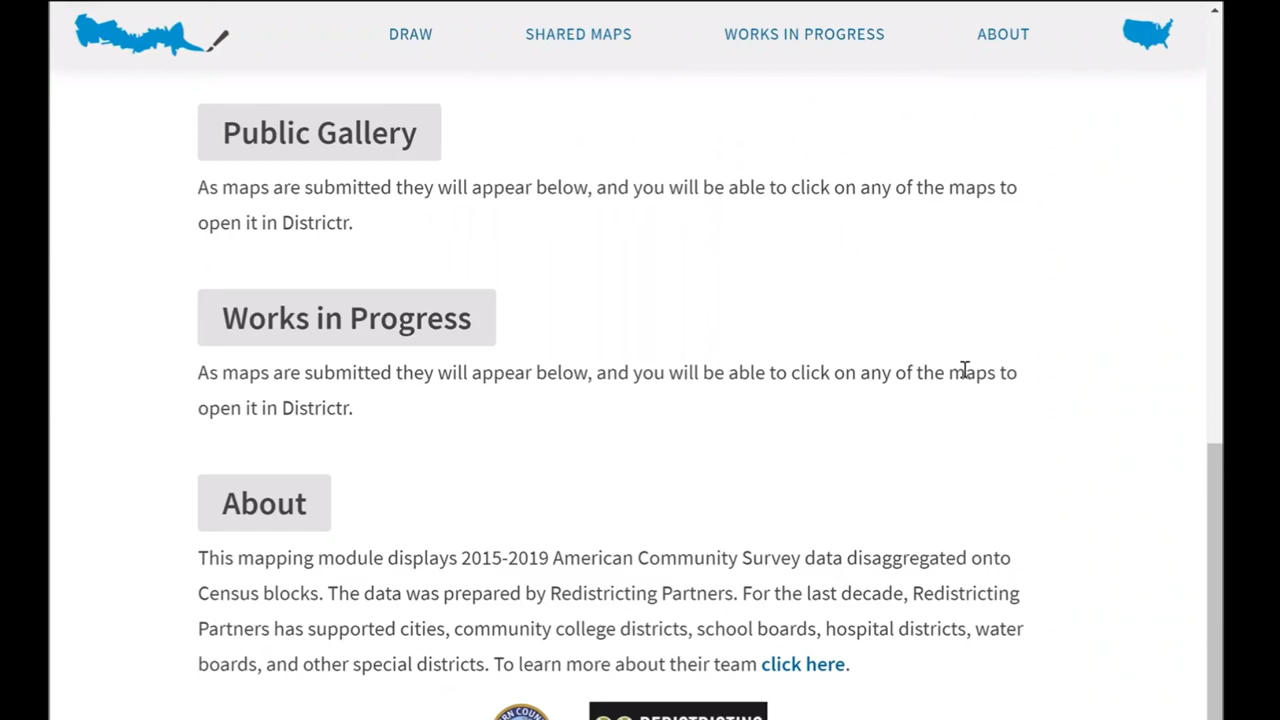 DRAW SHARED MAPS WORKS IN PROGRESS ABOUT
Public Gallery
As maps are submitted they will appear below, and you will be able to click on any of the maps to
open it in Districtr.
Works in Progress
As maps are submitted they will appear below, and you will be able to click on any of the maps to
open it in Districtr.
About
This mapping module displays 2015-2019 American Community Survey data disaggregated onto
Census blocks. The data was prepared by Redistricting Partners. For the last decade, Redistricting
Partners has supported cities, community college districts, school boards, hospital districts, water
boards, and other special districts. To learn more about their team click here.